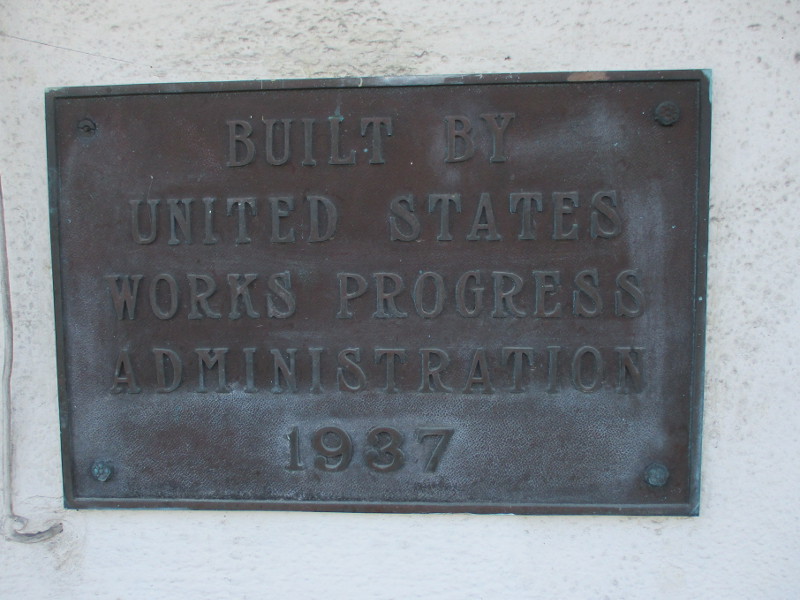 BUILT BY
UNITED STATES
WORKS PROGRESS
ADMINISTRATION
1937